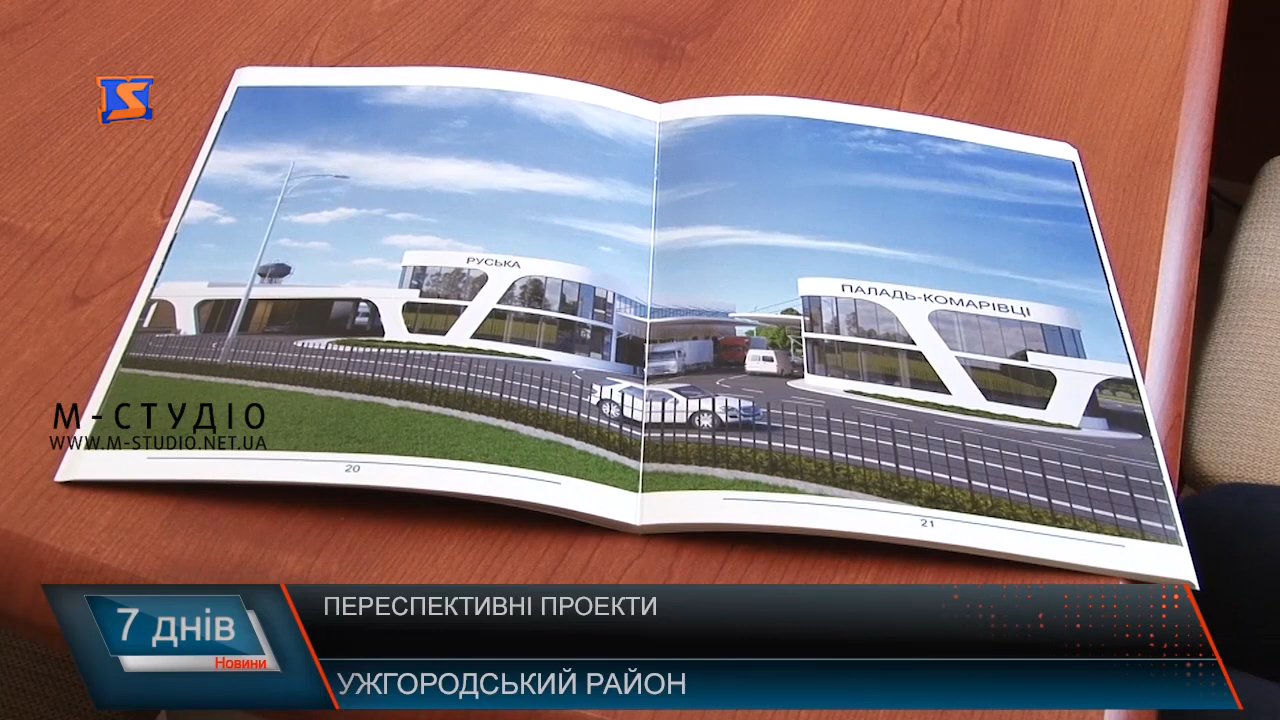 РУСЬКА
ПАЛАДЬ-КОМАРІВЦІ
М-СТУДІО
WWW.M-STUDIO.NET.UA
20
21
7 днів
Новини
ПЕРЕСПЕКТИВНІ ПРОЕКТИ
УЖГОРОДСЬКИЙ РАЙОН